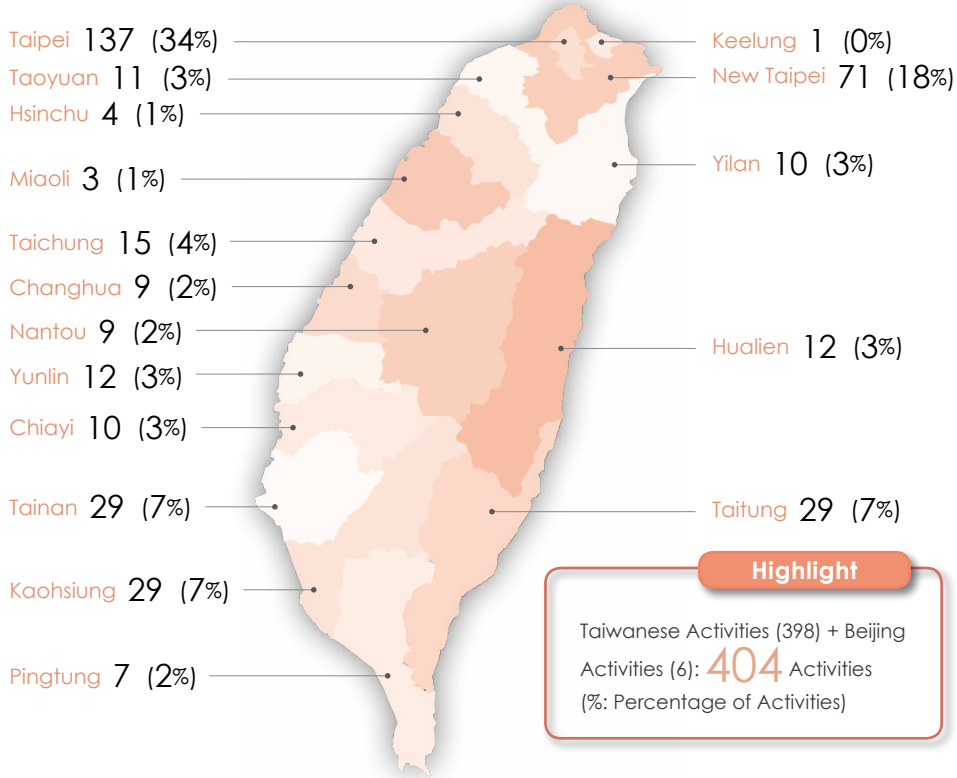 Taipei 137 (34%)
Taoyuan 11 (3%)
Hsinchu 4 (1%)
Miaoli 3 (1%)
Taichung 15 (4%)
Changhua 9 (2%)
Nantou 9 (2%)
Yunlin 12 (3%)
Chiayi 10 (3%)
Tainan 29 (7%)
Kaohsiung 29 (7%)
Pingtung 7 (2%)
Keelung 1 (0%)
New Taipei 71 (18%)
Yilan 10 (3%)
Hualien 12 (3%)
Taitung 29 (7%)
Highlight
Taiwanese Activities (398) + Beijing
Activities (6): 404 Activities
(%: Percentage of Activities)